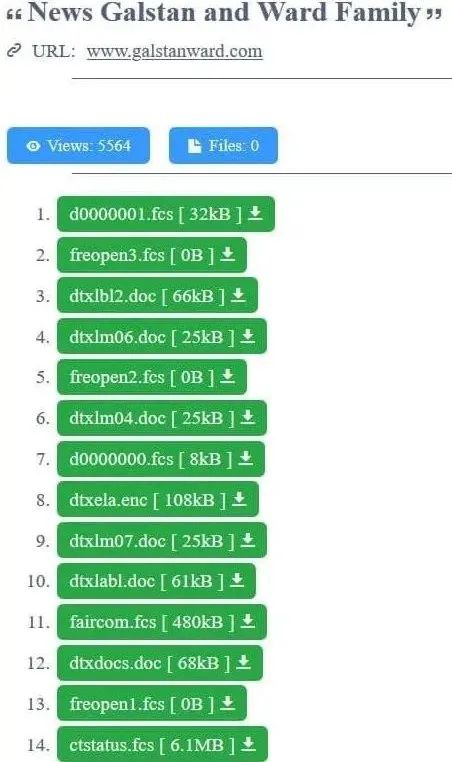 “News Galstan and Ward Family”
URL: www.galstanward.com
Views: 5564 Files: 0
1. d0000001.fcs [ 32kB ]
2. freopen3.fcs [ 0B ]
3. dtxlbl2.doc [ 66kB ]
4. dtxlm06.doc [ 25kB ]
5. freopen2.fcs [ 0B ]
6. dtxlm04.doc [ 25kB ]
7. d0000000.fcs [ 8kB ]
8. dtxela.enc [ 108kB ]
9. dtxlm07.doc [ 25kB ]
10. dtxlabl.doc [ 61kB ]
11. faircom.fcs [ 480kB ]
12. dtxdocs.doc [ 68kB ]
13. freopen1.fcs [ 0B ]
14. ctstatus.fcs [ 6.1MB ]